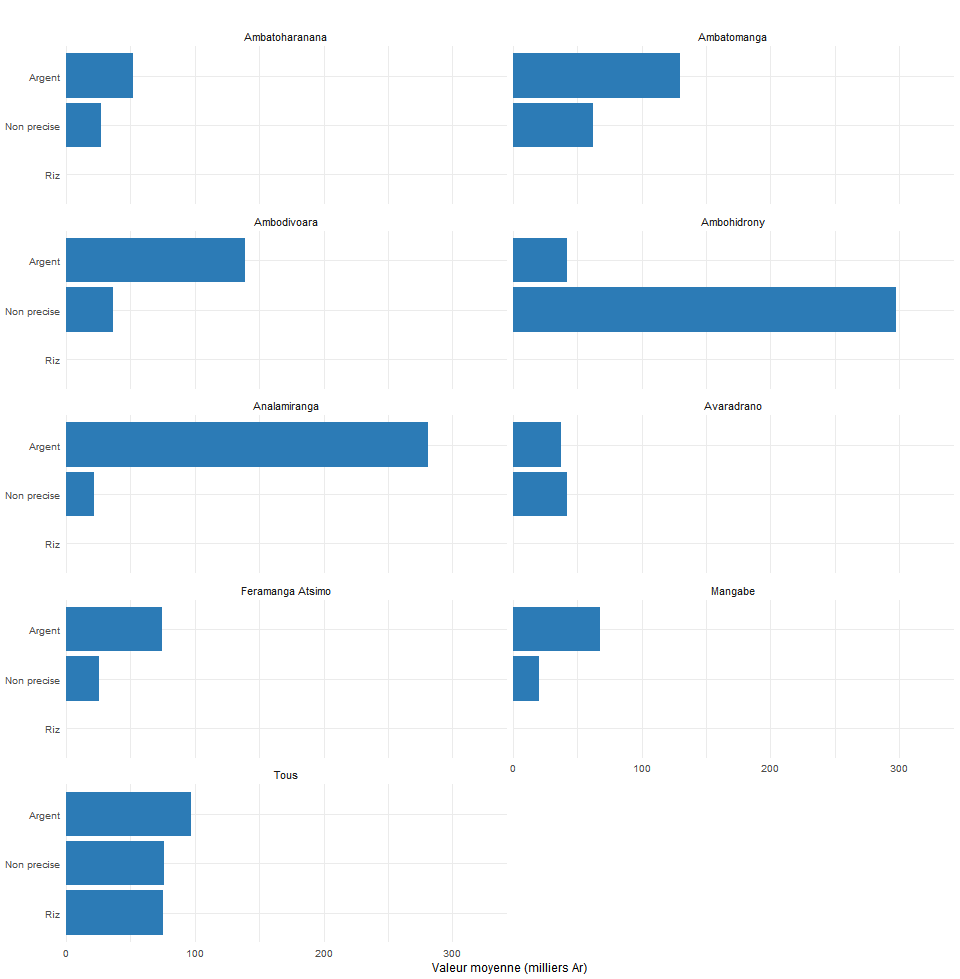 Ambatoharanana
Ambatomanga
Argent
Non precise
Riz
Ambodivoara
Ambohidrony
Argent
Non precise
Riz
Analamiranga
Avaradrano
Argent
Non precise
Riz
Feramanga Atsimo
Mangabe
Argent
Non precise
Riz
0 100 200 300
Tous
Argent
Non precise
Riz
0 100 200 300
Valeur moyenne (milliers Ar)